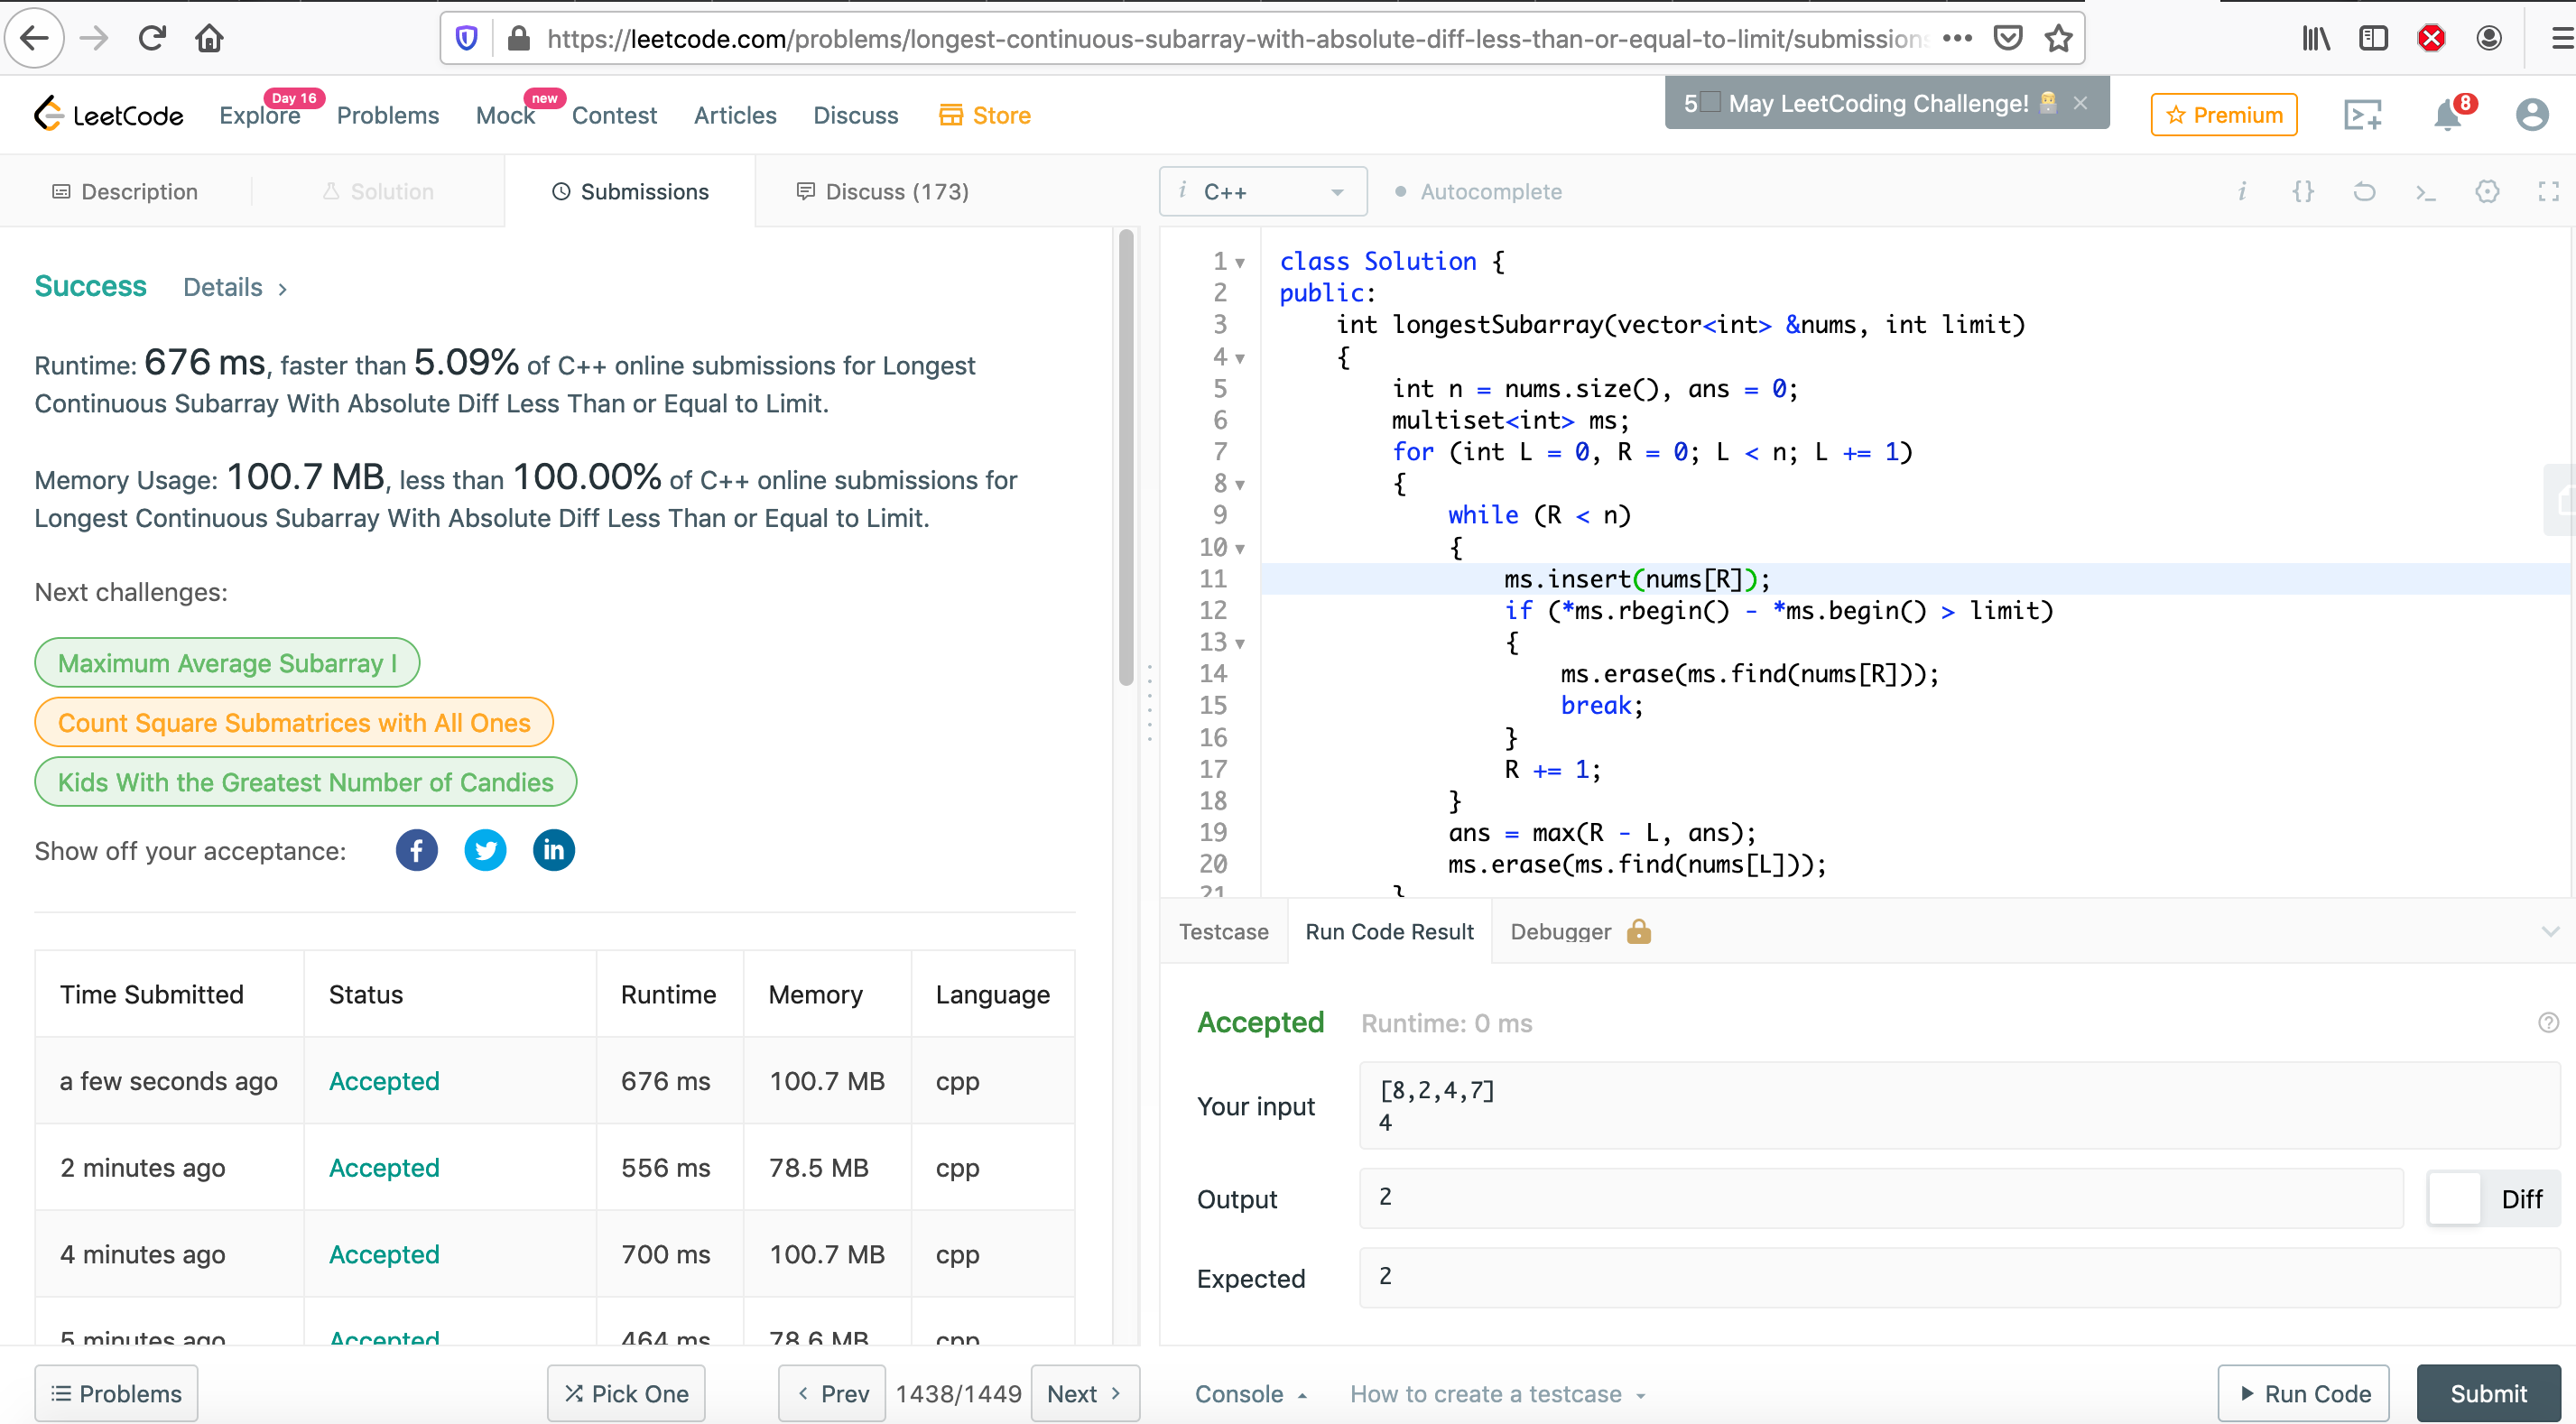 https://leetcode.com/problems/longest-continuous-subarray-with-absolute-diff-less-than-or-equal-to-limit/submissions
LeetCode
Explore
Day 16
Problems
Mock
new
Contest
Articles
Discuss
Store
5 May LeetCoding Challenge!
Premium
8
Description
Solution
Submissions
Discuss (173)
i C++
Autocomplete
Success Details >
Runtime: 676 ms, faster than 5.09% of C++ online submissions for Longest
Continuous Subarray With Absolute Diff Less Than or Equal to Limit.
Memory Usage: 100.7 MB, less than 100.00% of C++ online submissions for
Longest Continuous Subarray With Absolute Diff Less Than or Equal to Limit.
Next challenges:
Maximum Average Subarray I
Count Square Submatrices with All Ones
Kids With the Greatest Number of Candies
Show off your acceptance:
Time Submitted Status Runtime Memory Language
a few seconds ago Accepted 676 ms 100.7 MB cpp
2 minutes ago Accepted 556 ms 78.5 MB cpp
4 minutes ago Accepted 700 ms 100.7 MB cpp
5 minutes ago Accepted 464 ms 78.6 MB cpp
Problems
Pick One
< Prev
1438/1449
Next >
1 class Solution {
2 public:
3 int longestSubarray(vector<int> &nums, int limit)
4 {
5 int n = nums.size(), ans = 0;
6 multiset<int> ms;
7 for (int L = 0, R = 0; L < n; L += 1)
8 {
9 while (R < n)
10 {
11 ms.insert(nums[R]);
12 if (*ms.rbegin() - *ms.begin() > limit)
13 {
14 ms.erase(ms.find(nums[R]));
15 break;
16 }
17 R += 1;
18 }
19 ans = max(R - L, ans);
20 ms.erase(ms.find(nums[L]));
21 }
Testcase
Run Code Result
Debugger
Accepted Runtime: 0 ms
Your input
[8,2,4,7]
4
Output
2
Diff
Expected
2
Console
How to create a testcase
Run Code
Submit